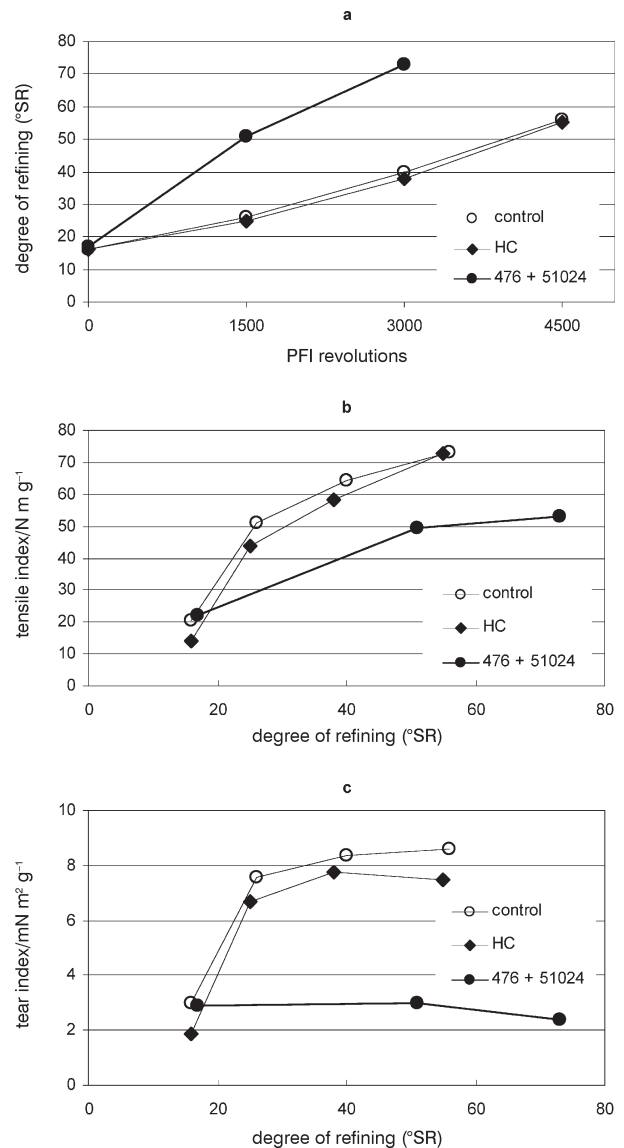 a
degree of refining (°SR)
80
70
60
50
40
30
20
10
0
0 1500 3000 4500
PFI revolutions
control
HC
476 + 51024
b
tensile index/N m g⁻¹
80
70
60
50
40
30
20
10
0
0 20 40 60 80
degree of refining (°SR)
control
HC
476 + 51024
c
tear index/mN m² g⁻¹
10
8
6
4
2
0
0 20 40 60 80
degree of refining (°SR)
control
HC
476 + 51024